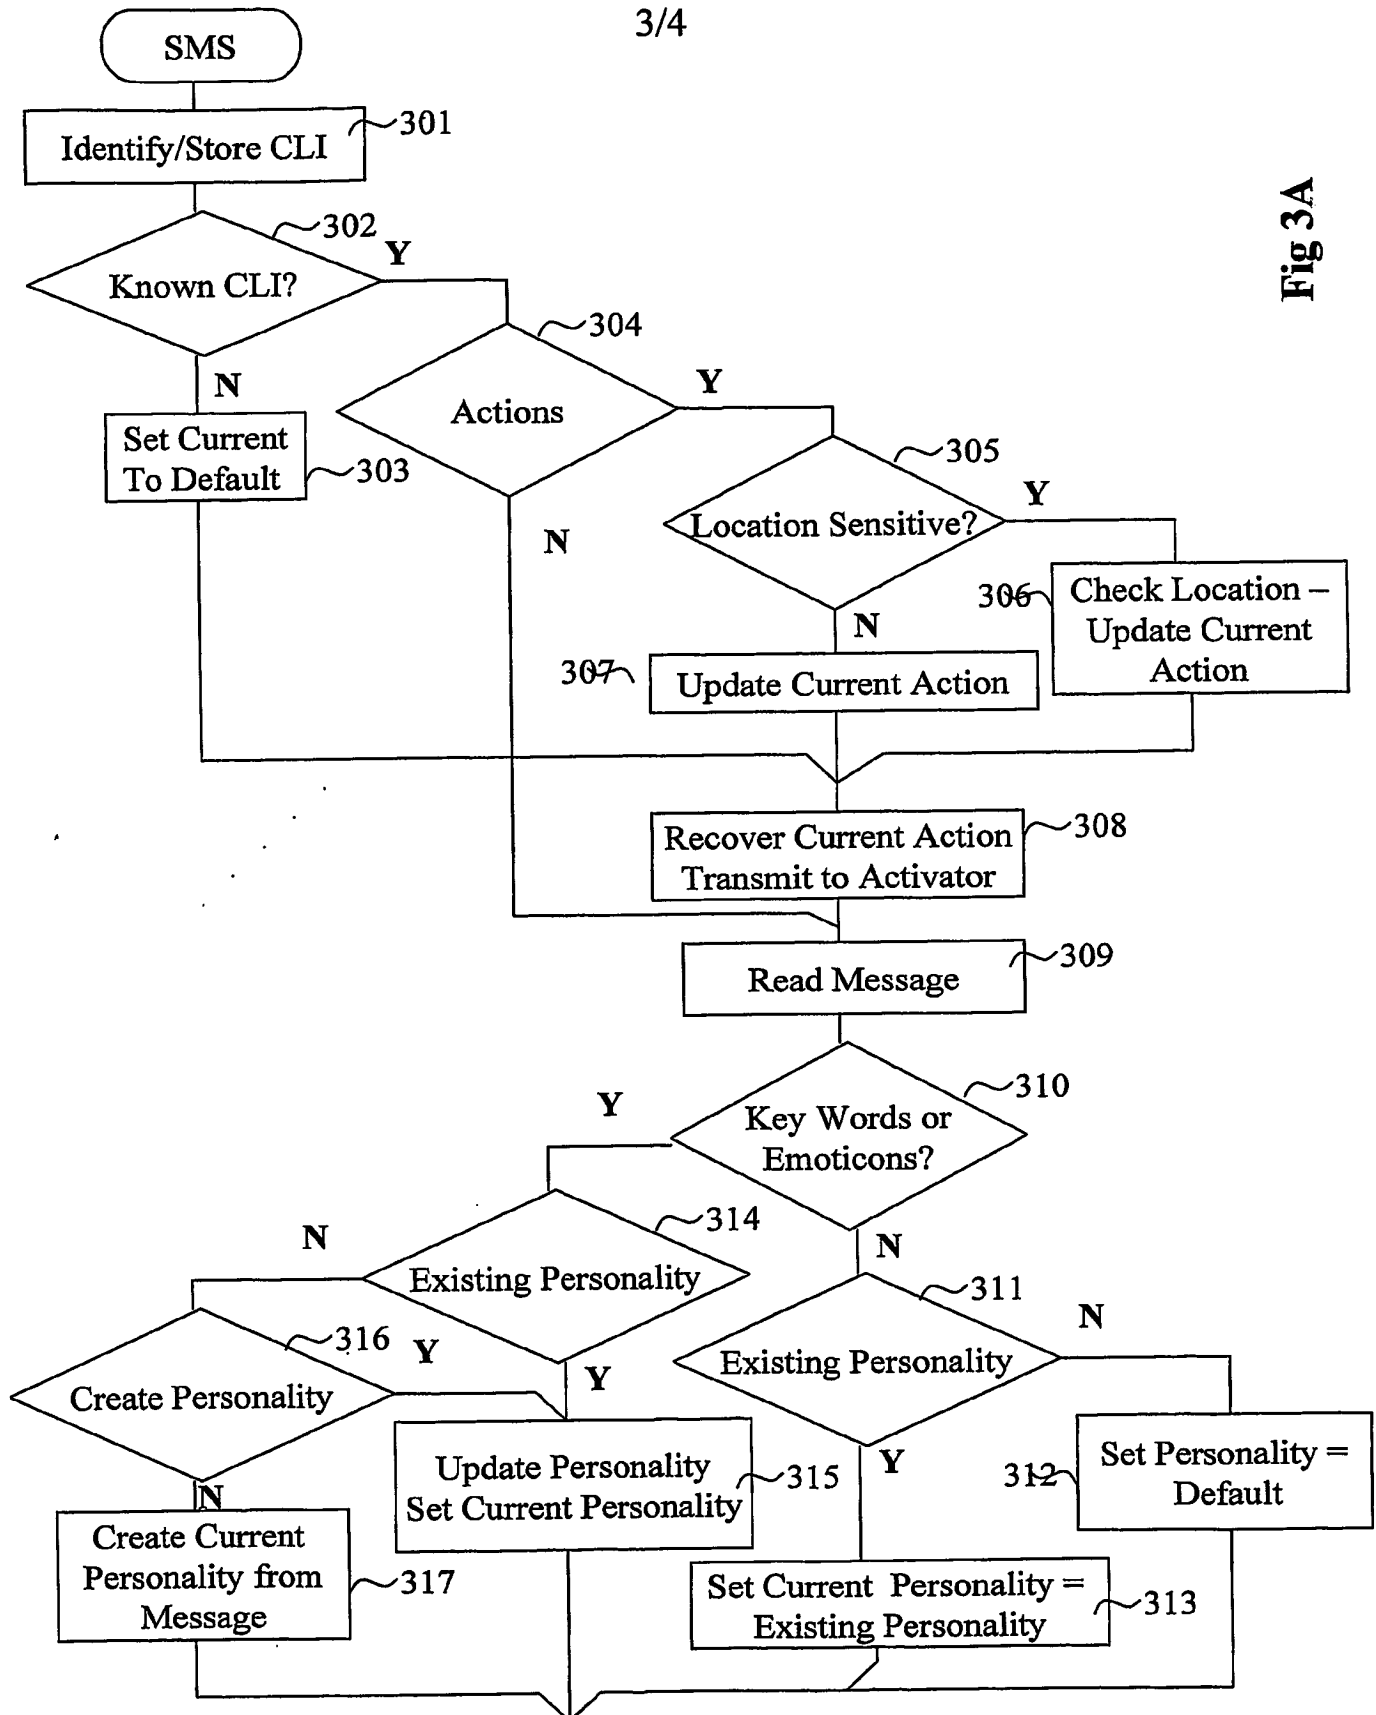 3/4
SMS
Identify/Store CLI
301
302
Y
Known CLI?
N
304
Actions
Y
Set Current
To Default
303
N
305
Location Sensitive?
Y
306
Check Location –
Update Current
Action
N
307
Update Current Action
Recover Current Action
Transmit to Activator
308
Read Message
309
310
Key Words or
Emoticons?
Y
N
314
Existing Personality
N
Y
311
Existing Personality
N
Y
316
Create Personality
Y
N
Update Personality
Set Current Personality
315
312
Set Personality =
Default
Create Current
Personality from
Message
317
Set Current Personality =
Existing Personality
313
Fig 3A